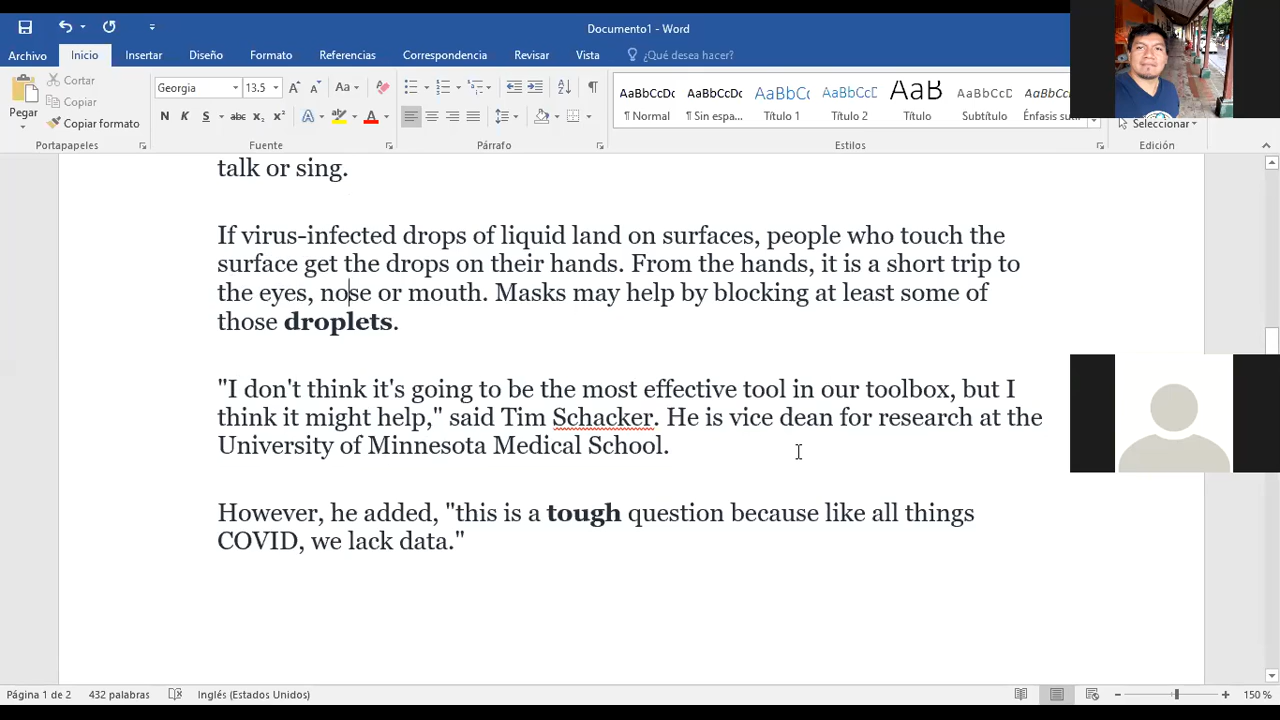 Documento1 - Word
Archivo Inicio Insertar Diseño Formato Referencias Correspondencia Revisar Vista ¿Qué desea hacer?
Pegar
Cortar
Copiar
Copiar formato
Georgia 13.5
N K S abc x₂ x²
AaBbCcDc AaBbCcDc AaBbCc AaBbCcD AaB AaBbCcD AaBbCcD
¶ Normal ¶ Sin espa... Título 1 Título 2 Título Subtítulo Énfasis sutil
Seleccionar
Portapapeles Fuente Párrafo Estilos Edición
talk or sing.
If virus-infected drops of liquid land on surfaces, people who touch the
surface get the drops on their hands. From the hands, it is a short trip to
the eyes, nose or mouth. Masks may help by blocking at least some of
those droplets.
"I don't think it's going to be the most effective tool in our toolbox, but I
think it might help," said Tim Schacker. He is vice dean for research at the
University of Minnesota Medical School.
However, he added, "this is a tough question because like all things
COVID, we lack data."
Página 1 de 2 432 palabras Inglés (Estados Unidos) 150 %